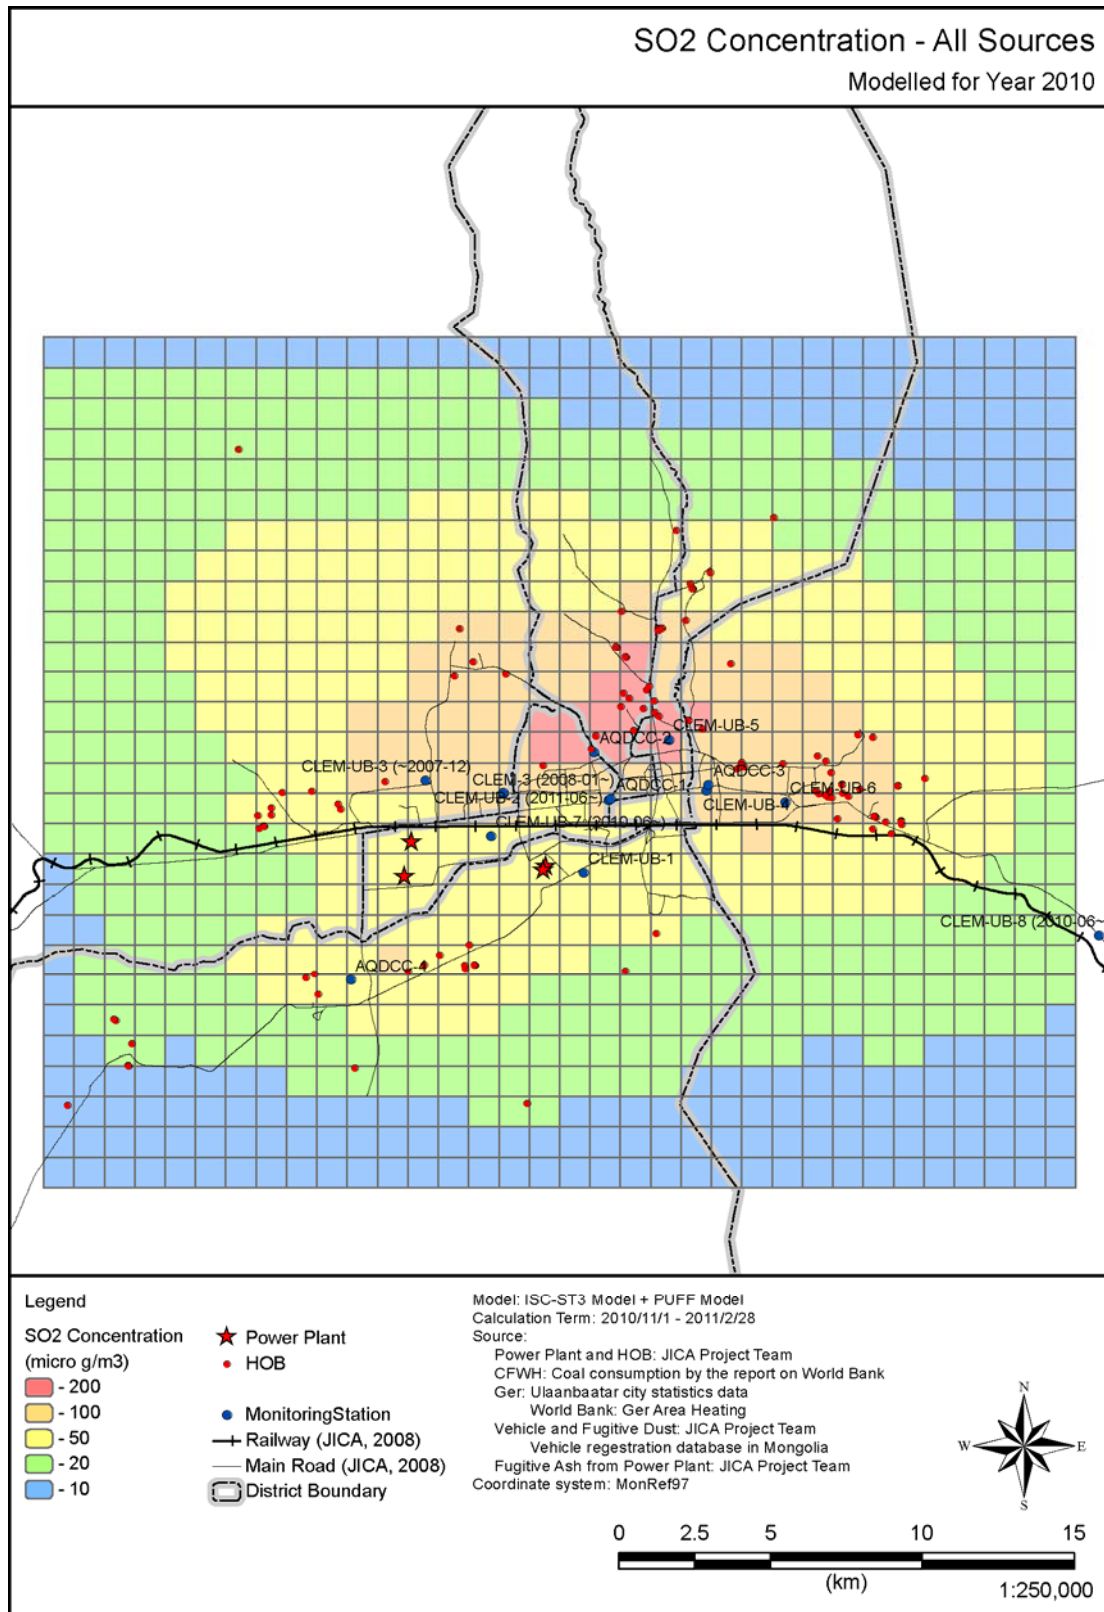 SO2 Concentration - All Sources
Modelled for Year 2010
CLEM-UB-5
AQDCC-2
CLEM-UB-3 (~2007-12)
CLEM-3 (2008-01~)
AQDCC-3
AQDCC-1
CLEM-UB-6
CLEM-UB-2 (2011-06~)
CLEM-UB-4
CLEM-UB-7 (2010-06~)
CLEM-UB-1
CLEM-UB-8 (2010-06~
AQDCC-4
Legend
SO2 Concentration
(micro g/m3)
- 200
- 100
- 50
- 20
- 10
Power Plant
HOB
MonitoringStation
Railway (JICA, 2008)
Main Road (JICA, 2008)
District Boundary
Model: ISC-ST3 Model + PUFF Model
Calculation Term: 2010/11/1 - 2011/2/28
Source:
Power Plant and HOB: JICA Project Team
CFWH: Coal consumption by the report on World Bank
Ger: Ulaanbaatar city statistics data
World Bank: Ger Area Heating
Vehicle and Fugitive Dust: JICA Project Team
Vehicle regestration database in Mongolia
Fugitive Ash from Power Plant: JICA Project Team
Coordinate system: MonRef97
N
W E
S
0 2.5 5 10 15
(km)
1:250,000